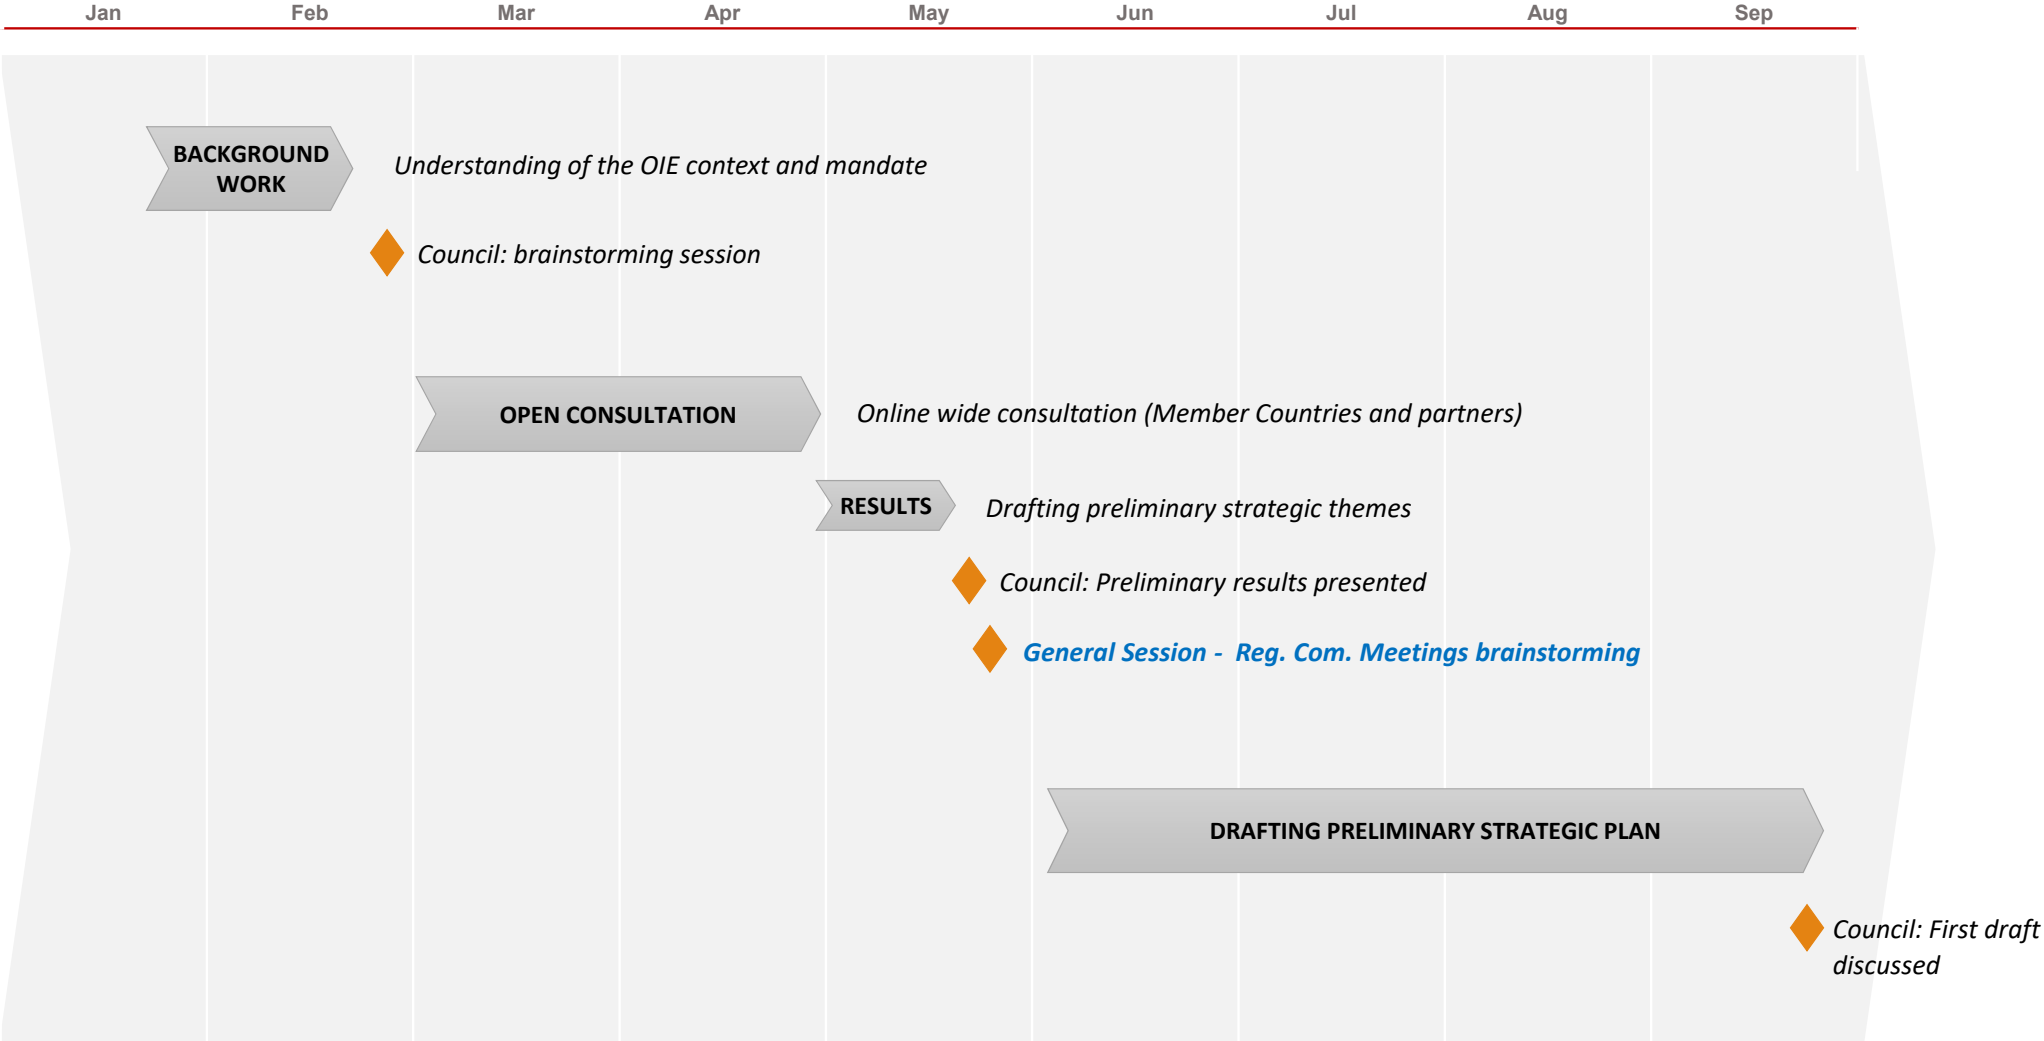 Jan Feb Mar Apr May Jun Jul Aug Sep
BACKGROUND
WORK
Understanding of the OIE context and mandate
Council: brainstorming session
OPEN CONSULTATION
Online wide consultation (Member Countries and partners)
RESULTS
Drafting preliminary strategic themes
Council: Preliminary results presented
General Session - Reg. Com. Meetings brainstorming
DRAFTING PRELIMINARY STRATEGIC PLAN
Council: First draft
discussed